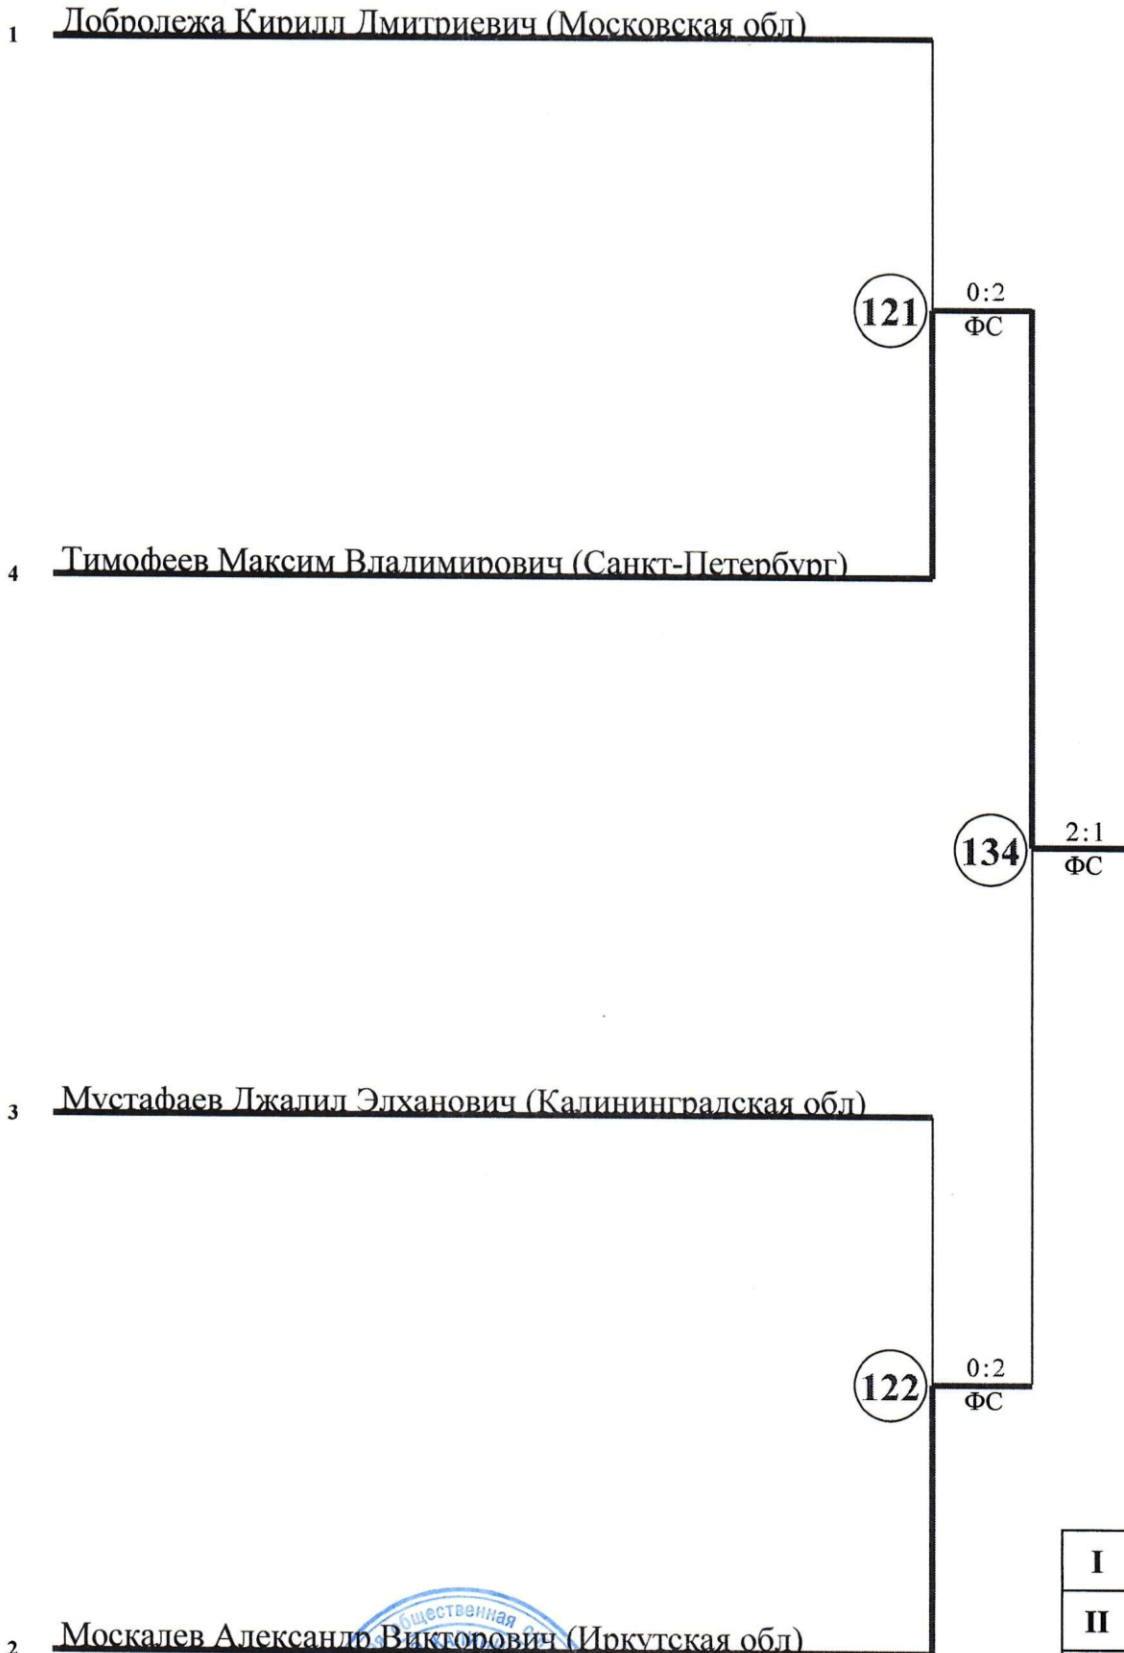 1 Добролежа Кирилл Дмитриевич (Московская обл)
121 0:2
ФС
4 Тимофеев Максим Владимирович (Санкт-Петербург)
134 2:1
ФС
3 Мустафаев Джалил Элханович (Калининградская обл)
122 0:2
ФС
I
II
общественная
2 Москалев Александр Викторович (Иркутская обл)